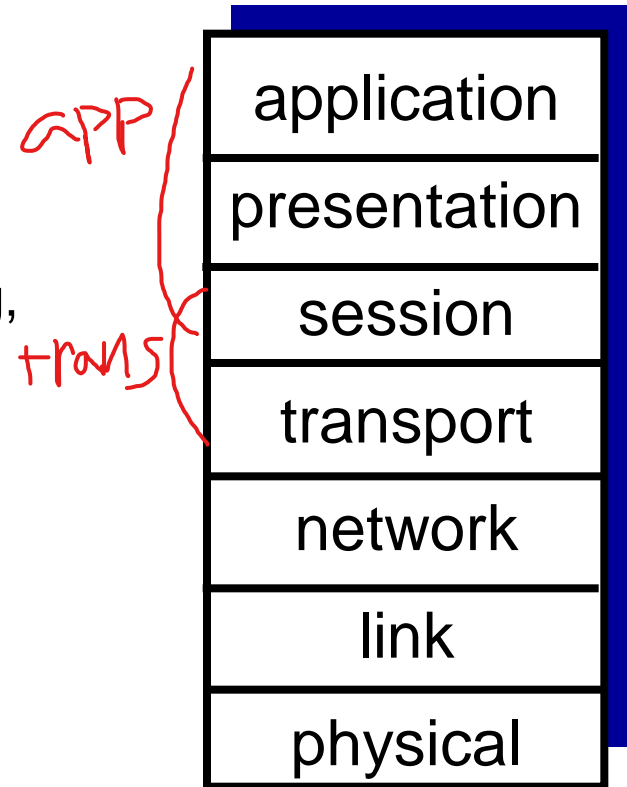 application
app
presentation
,
session
trans
transport
network
link
physical